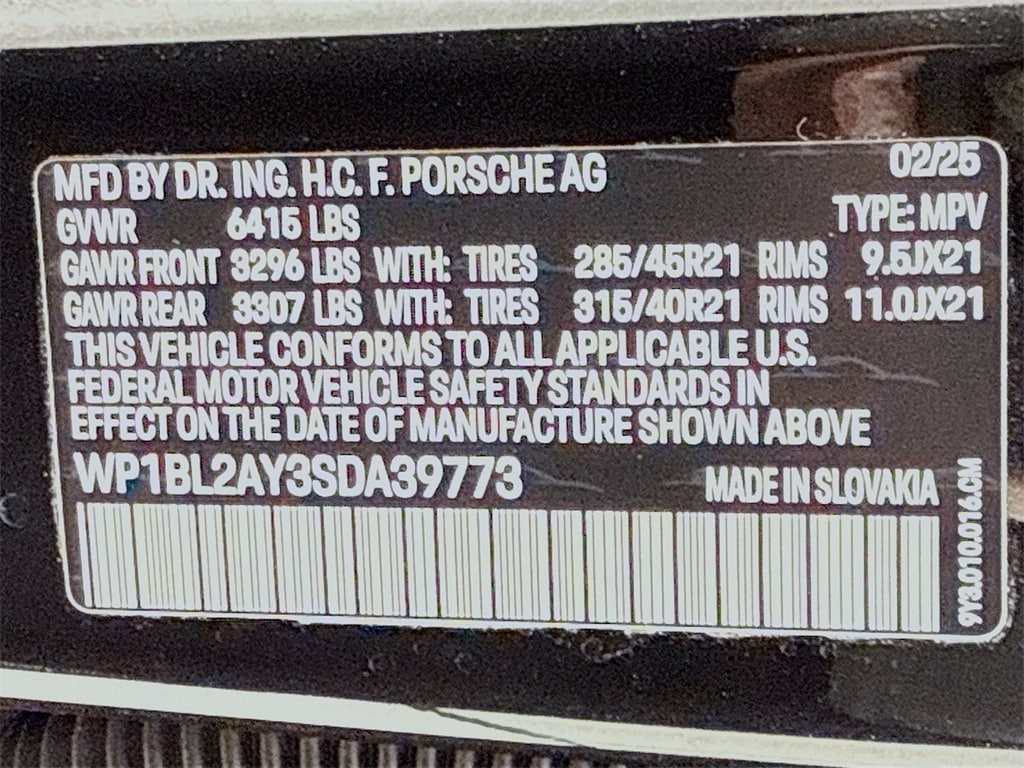 MFD BY DR. ING. H.C. F. PORSCHE AG 02/25
GVWR 6415 LBS TYPE: MPV
GAWR FRONT 3296 LBS WITH: TIRES 285/45R21 RIMS 9.5JX21
GAWR REAR 3307 LBS WITH: TIRES 315/40R21 RIMS 11.0JX21
THIS VEHICLE CONFORMS TO ALL APPLICABLE U.S.
FEDERAL MOTOR VEHICLE SAFETY STANDARDS IN
EFFECT ON THE DATE OF MANUFACTURE SHOWN ABOVE
WP1BL2AY3SDA39773 MADE IN SLOVAKIA
9Y3.010.016.CM